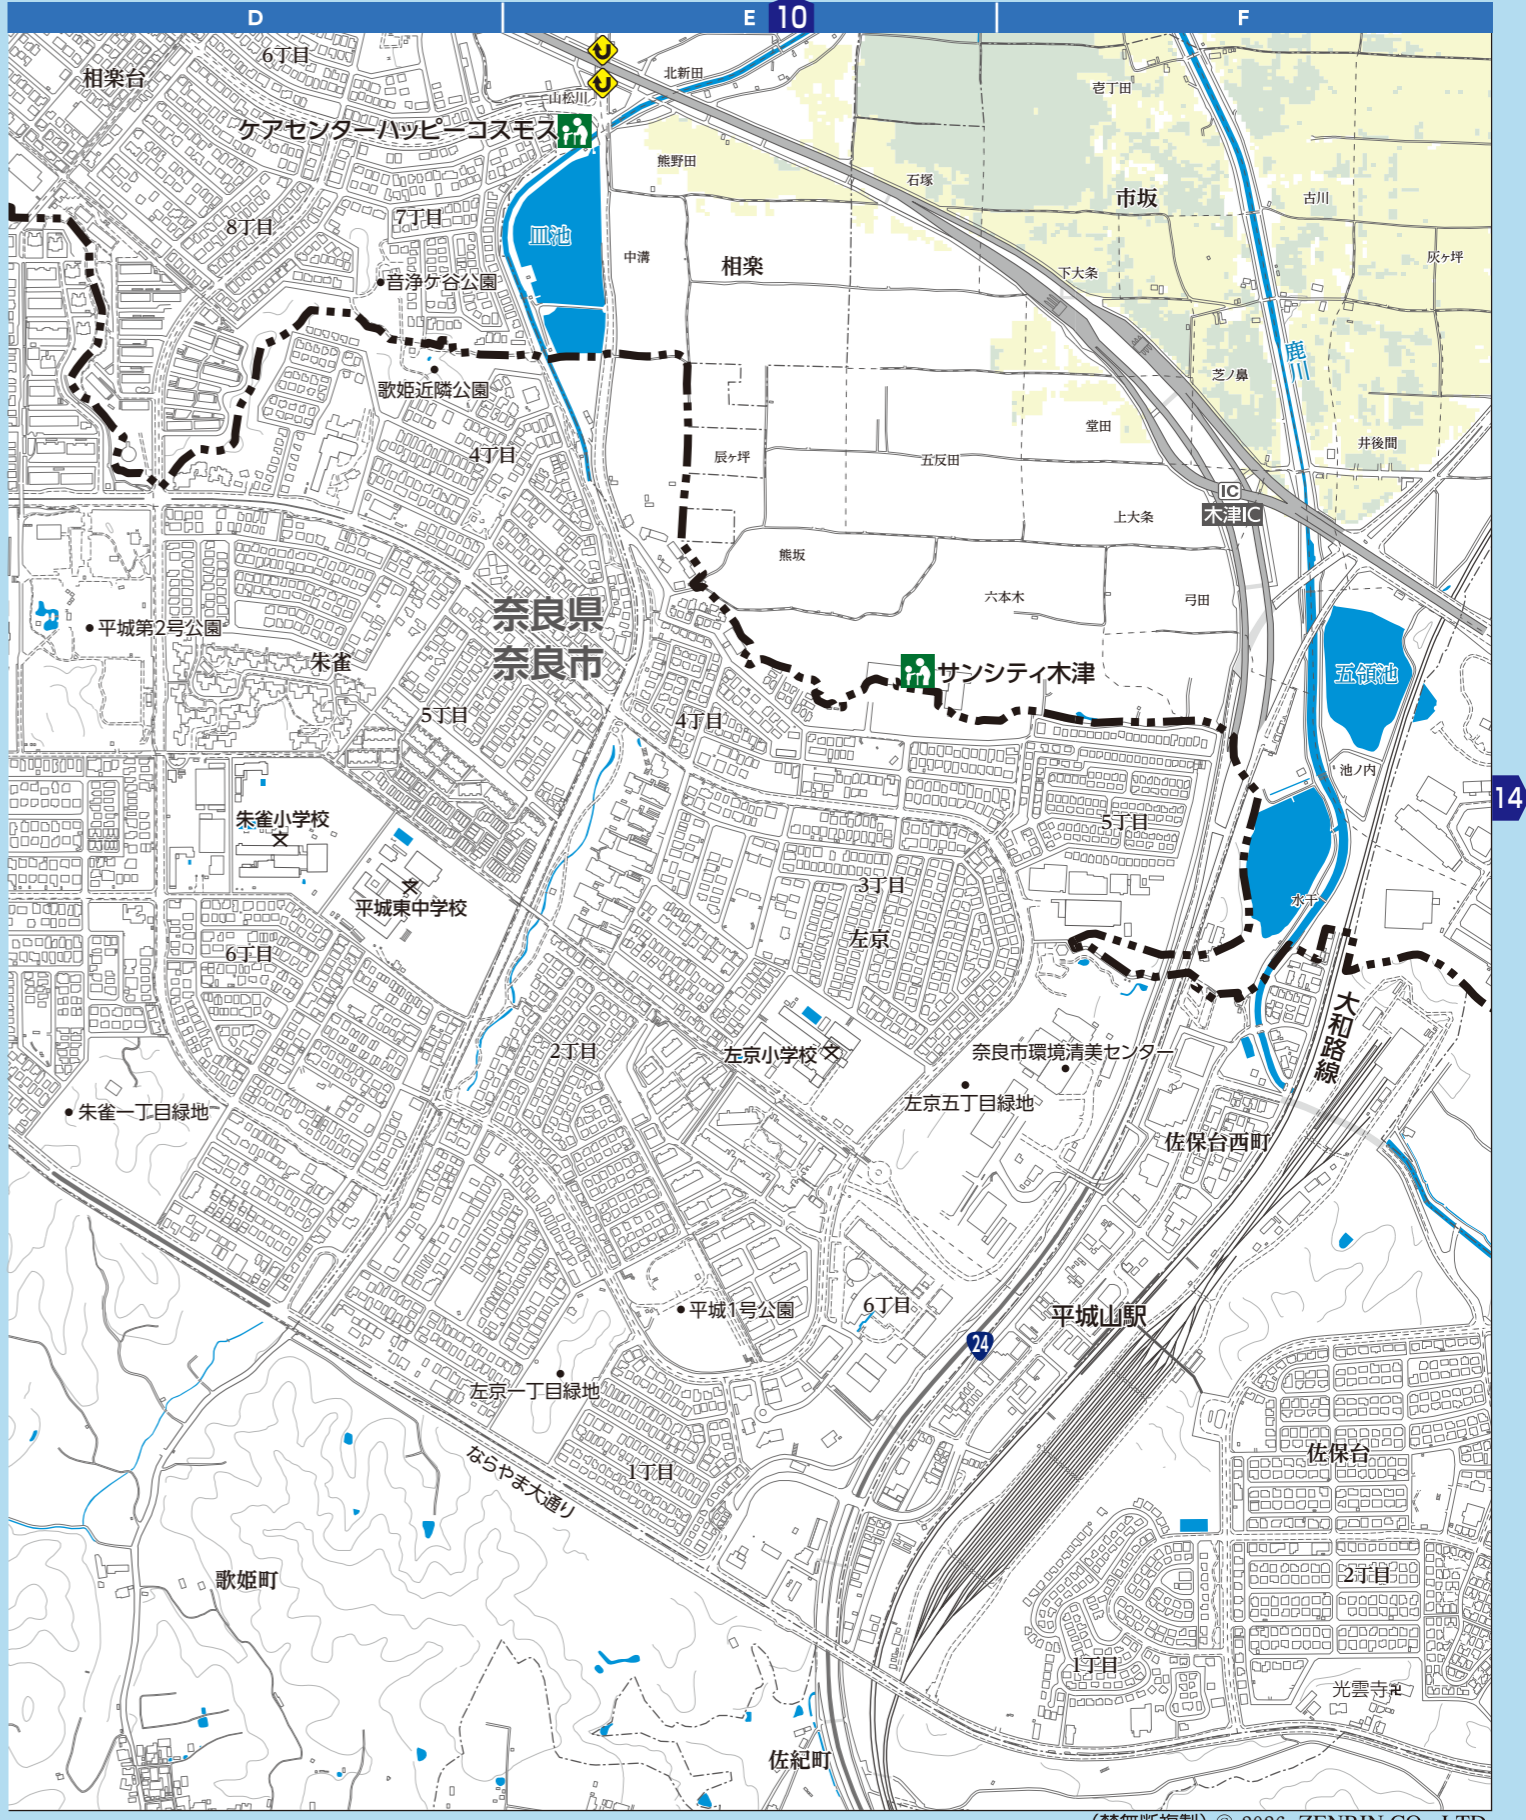 D
E
10
F
6丁目
相楽台
北新田
山松川
壱丁田
ケアセンターハッピーコスモス
熊野田
石塚
市坂
古川
7丁目
8丁目
皿池
中溝
相楽
下大条
灰ヶ坪
音浄ケ谷公園
鹿川
芝ノ鼻
歌姫近隣公園
堂田
井後間
4丁目
辰ヶ坪
五反田
IC
木津IC
上大条
熊坂
六本木
弓田
奈良県
奈良市
平城第2号公園
朱雀
サンシティ木津
五領池
5丁目
4丁目
池ノ内
14
朱雀小学校
5丁目
3丁目
水干
平城東中学校
左京
6丁目
大和路線
2丁目
左京小学校
奈良市環境清美センター
左京五丁目緑地
朱雀一丁目緑地
佐保台西町
平城1号公園
6丁目
平城山駅
24
左京一丁目緑地
佐保台
1丁目
ならやま大通り
歌姫町
2丁目
1丁目
光雲寺
佐紀町